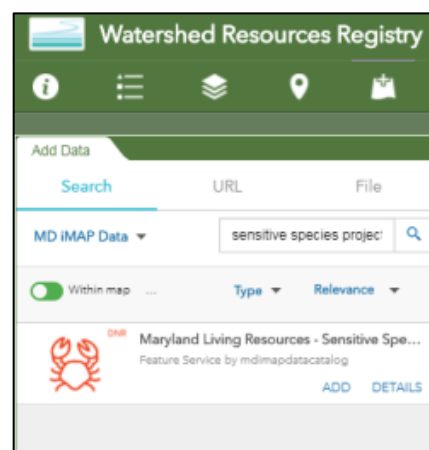 Watershed Resources Registry
Add Data
Search URL File
MD iMAP Data sensitive species project
Within map ... Type Relevance
DNR
Maryland Living Resources - Sensitive Spe...
Feature Service by mdimapdatacatalog
ADD DETAILS